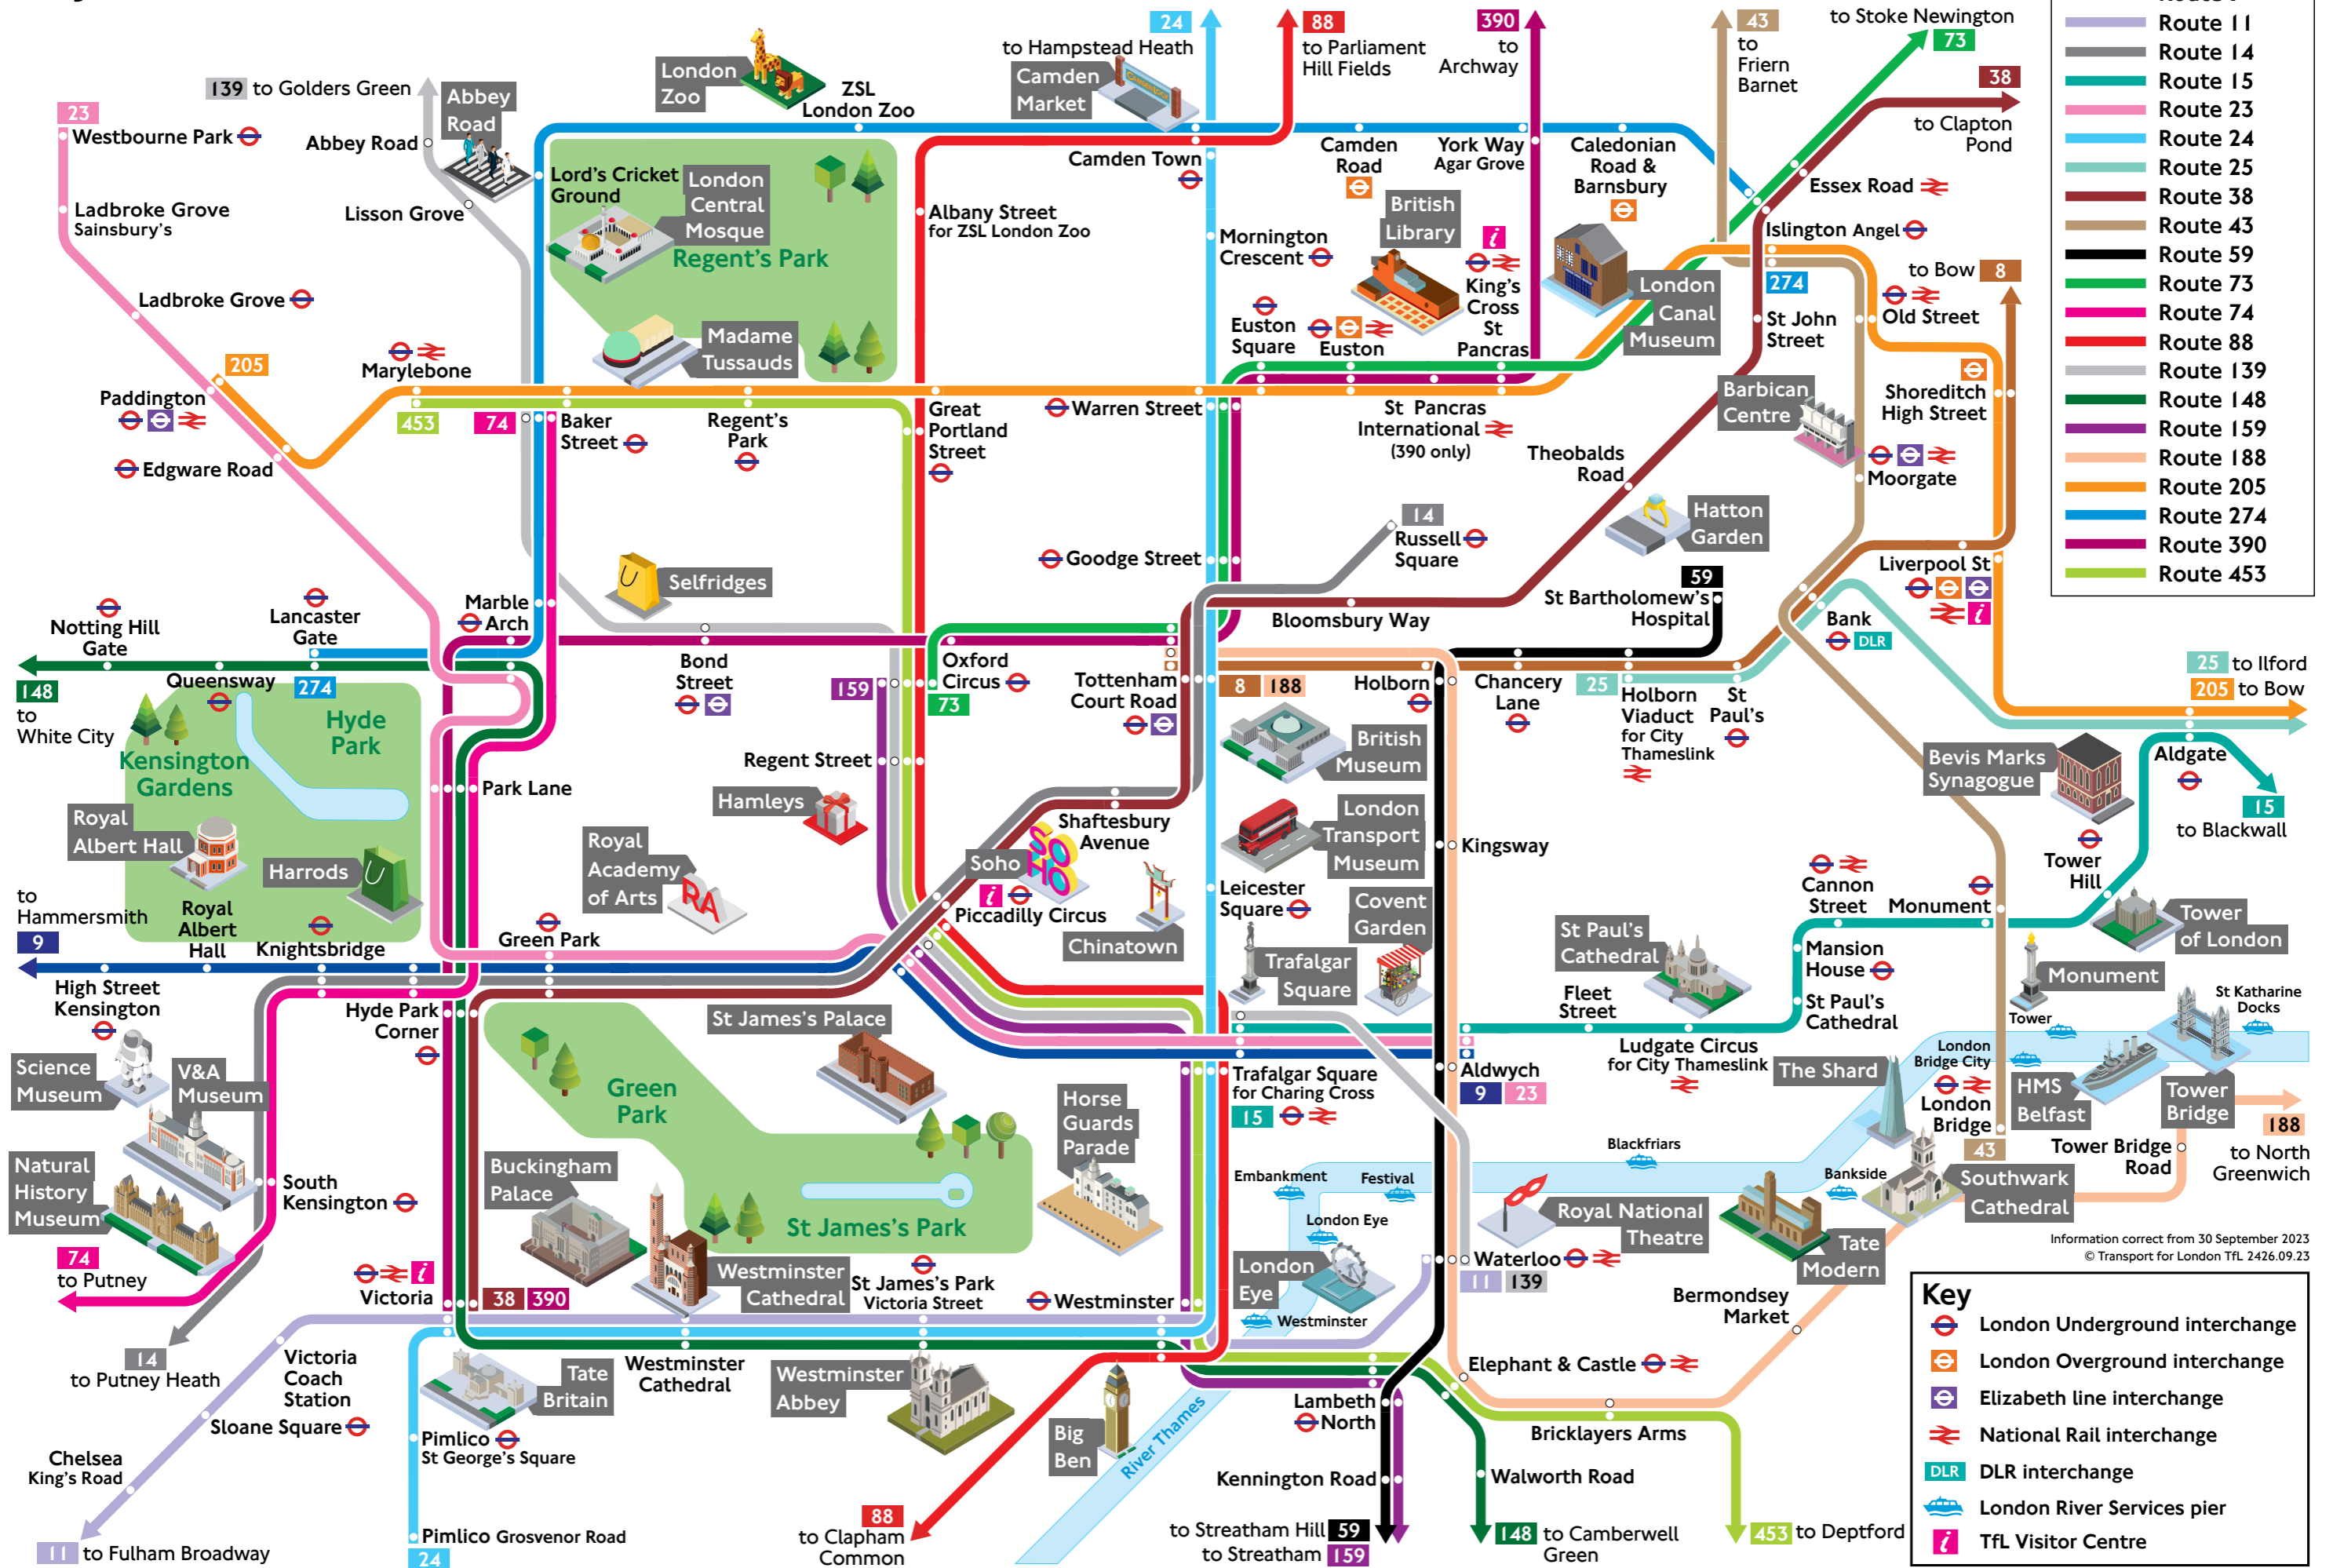 24
to Hampstead Heath
88
to Parliament
Hill Fields
390
to
Archway
43
to
Friern
Barnet
to Stoke Newington
73
38
to Clapton
Pond
Route 11
Route 14
Route 15
Route 23
Route 24
Route 25
Route 38
Route 43
Route 59
Route 73
Route 74
Route 88
Route 139
Route 148
Route 159
Route 188
Route 205
Route 274
Route 390
Route 453
139 to Golders Green
Abbey
Road
London
Zoo
ZSL
London Zoo
Camden
Market
CAMDEN LOCK
23
Westbourne Park
Abbey Road
Lord's Cricket
Ground
London
Central
Mosque
Regent's Park
Camden Town
Camden
Road
York Way
Agar Grove
Caledonian
Road &
Barnsbury
Essex Road
Ladbroke Grove
Sainsbury's
Lisson Grove
Albany Street
for ZSL London Zoo
Mornington
Crescent
British
Library
Islington Angel
274
to Bow 8
Ladbroke Grove
Madame
Tussauds
Euston
Square
Euston
King's
Cross
St
Pancras
London
Canal
Museum
St John
Street
Old Street
205
Marylebone
453
Paddington
Edgware Road
74
Baker
Street
Regent's
Park
Great
Portland
Street
Warren Street
St Pancras
International
(390 only)
Barbican
Centre
Shoreditch
High Street
Theobalds
Road
Moorgate
14
Russell
Square
Hatton
Garden
Goodge Street
Selfridges
59
St Bartholomew's
Hospital
Liverpool St
Bloomsbury Way
Bank
DLR
Notting Hill
Gate
Lancaster
Gate
Marble
Arch
148
to
White City
Queensway
274
Hyde
Park
Kensington
Gardens
Bond
Street
159
Oxford
Circus
73
Tottenham
Court Road
8 188
Holborn
Chancery
Lane
25
Holborn
Viaduct
for City
Thameslink
St
Paul's
25 to Ilford
205 to Bow
Aldgate
15
to Blackwall
British
Museum
Bevis Marks
Synagogue
Regent Street
Park Lane
Hamleys
Royal
Albert Hall
Harrods
Royal
Academy
of Arts
RA
Shaftesbury
Avenue
Soho
SOHO
Piccadilly Circus
Chinatown
London
Transport
Museum
Kingsway
Leicester
Square
Covent
Garden
Cannon
Street
Monument
Tower
Hill
Tower
of London
to
Hammersmith
9
Royal
Albert
Hall
Knightsbridge
Green Park
High Street
Kensington
Trafalgar
Square
St Paul's
Cathedral
Mansion
House
Monument
Fleet
Street
St Paul's
Cathedral
Hyde Park
Corner
St James's Palace
Ludgate Circus
for City Thameslink
Tower
St Katharine
Docks
London
Bridge City
The Shard
London
Bridge
43
HMS
Belfast
Tower
Bridge
188
to North
Greenwich
Tower Bridge
Road
Science
Museum
V&A
Museum
Green
Park
Horse
Guards
Parade
Trafalgar Square
for Charing Cross
15
Aldwych
9 23
Natural
History
Museum
South
Kensington
Buckingham
Palace
St James's Park
Embankment
Festival
Blackfriars
Bankside
Southwark
Cathedral
London Eye
Royal National
Theatre
Tate
Modern
74
to Putney
Victoria
38 390
Westminster
Cathedral
St James's Park
Victoria Street
Westminster
London
Eye
Westminster
Waterloo
11 139
Bermondsey
Market
Information correct from 30 September 2023
© Transport for London TfL 2426.09.23
14
to Putney Heath
Victoria
Coach
Station
Tate
Britain
Westminster
Cathedral
Westminster
Abbey
Elephant & Castle
Sloane Square
Pimlico
St George's Square
Big
Ben
River Thames
Lambeth
North
Bricklayers Arms
Chelsea
King's Road
Kennington Road
Walworth Road
11 to Fulham Broadway
Pimlico Grosvenor Road
24
88
to Clapham
Common
to Streatham Hill 59
to Streatham 159
148 to Camberwell
Green
453 to Deptford
Key
London Underground interchange
London Overground interchange
Elizabeth line interchange
National Rail interchange
DLR DLR interchange
London River Services pier
TfL Visitor Centre